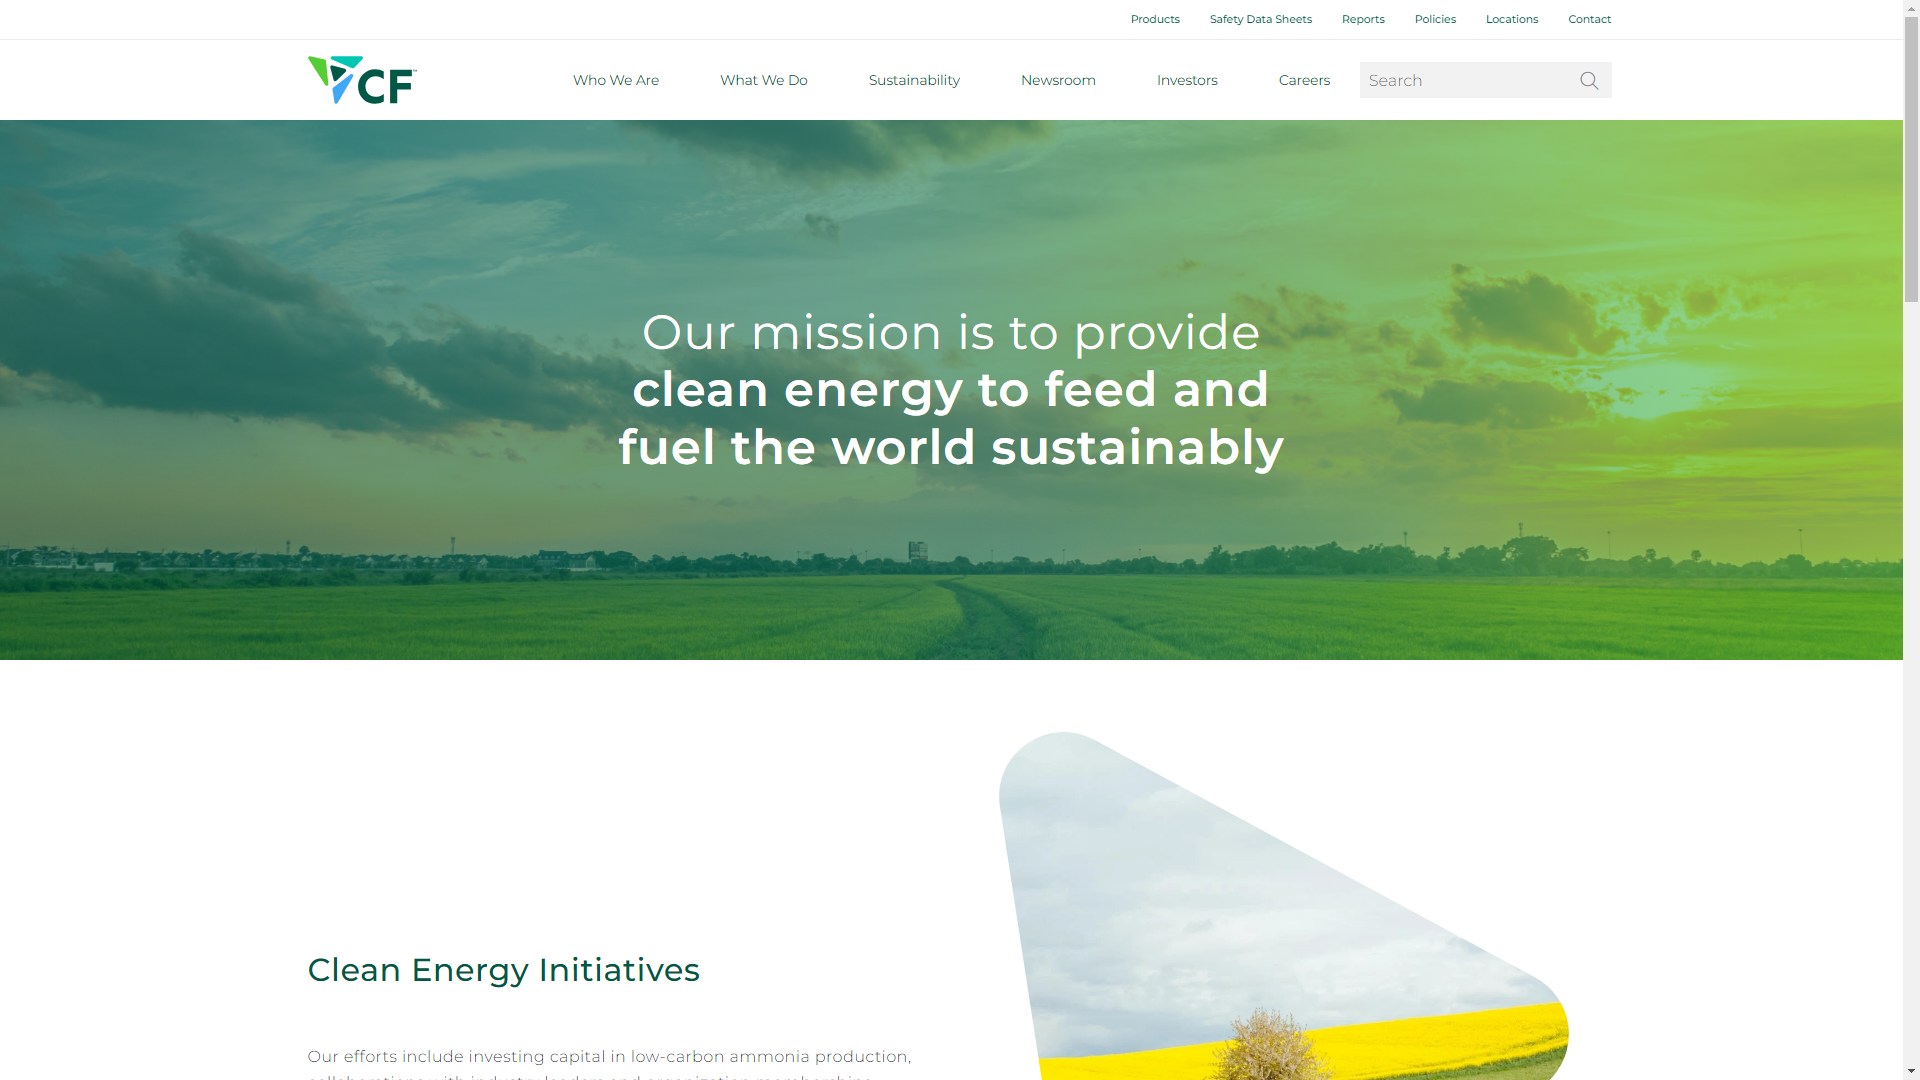 Products Safety Data Sheets Reports Policies Locations Contact
CF
Who We Are What We Do Sustainability Newsroom Investors Careers Search
Our mission is to provide
clean energy to feed and
fuel the world sustainably
Clean Energy Initiatives
Our efforts include investing capital in low-carbon ammonia production,